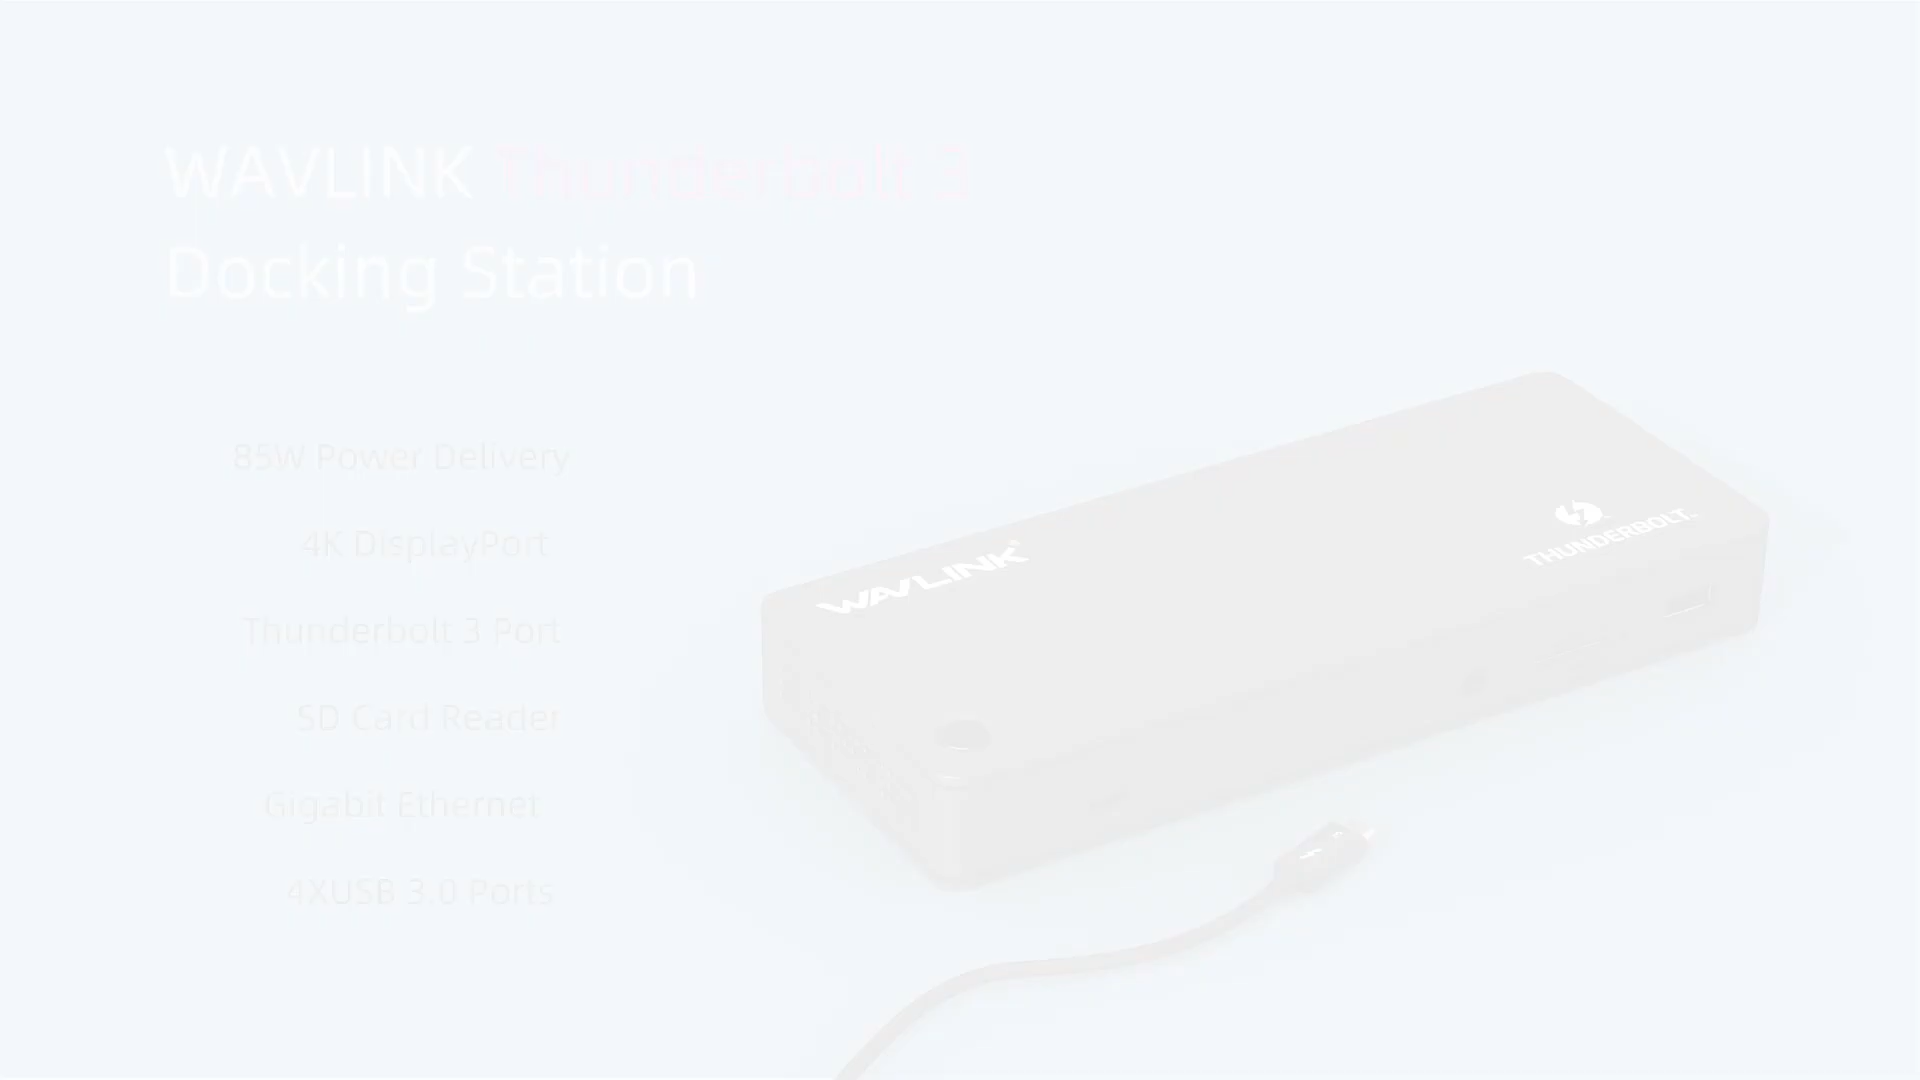 WAVLINK Thunderbolt 3
Docking Station
85W Power Delivery
4K DisplayPort
Thunderbolt 3 Port
SD Card Reader
Gigabit Ethernet
4XUSB 3.0 Ports
WAVLINK
THUNDERBOLT™